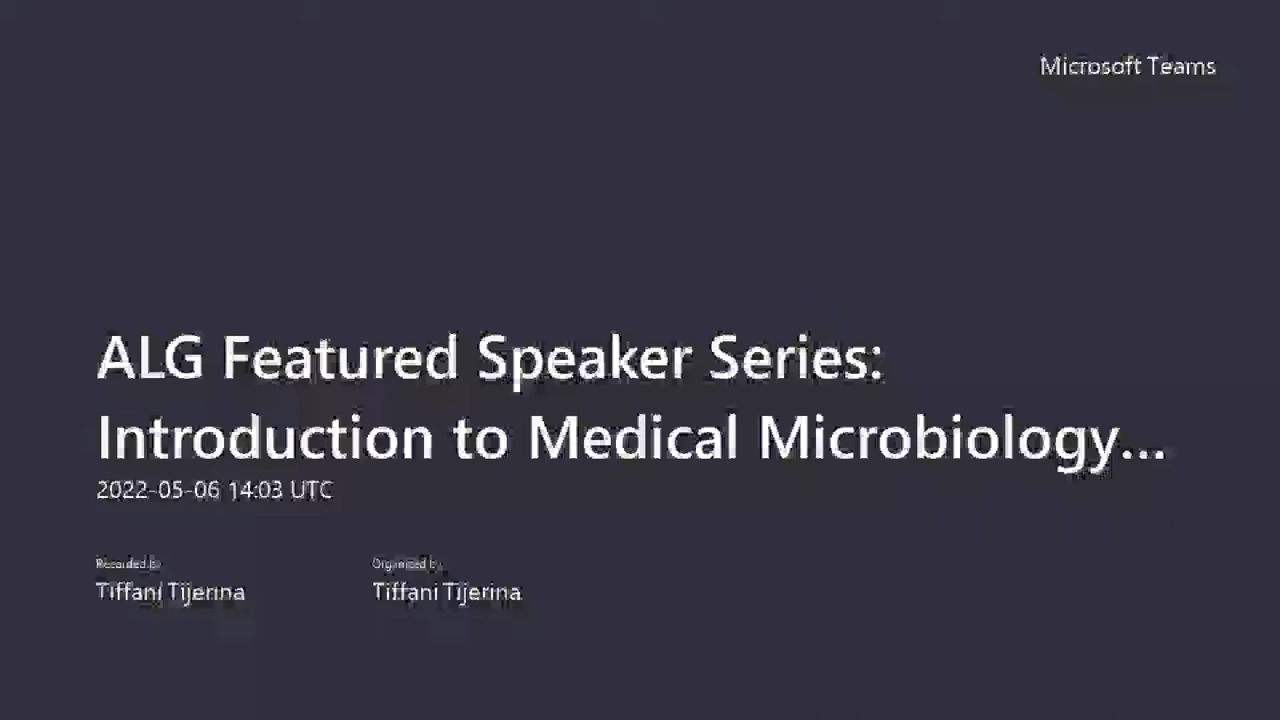 Microsoft Teams
ALG Featured Speaker Series:
Introduction to Medical Microbiology...
2022-05-06 14:03 UTC
Recorded by
Organized by
Tiffani Tijerina
Tiffani Tijerina